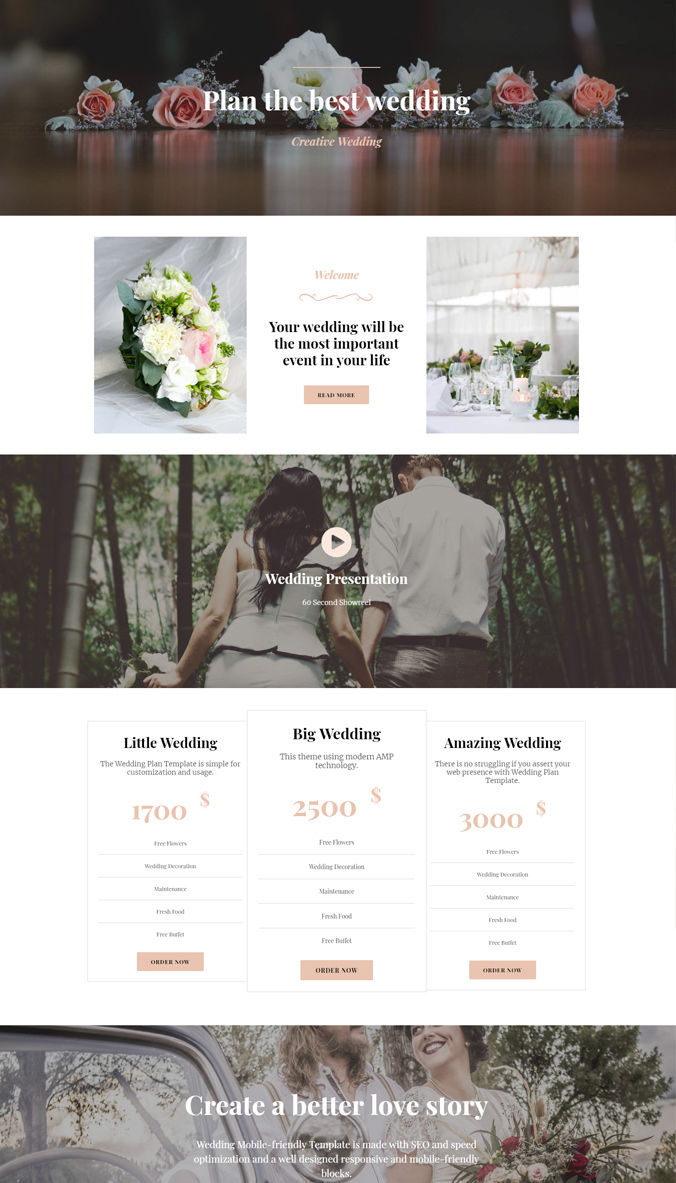 Plan the best wedding
Creative Wedding
Welcome
Your wedding will be
the most important
event in your life
READ MORE
Wedding Presentation
60 Second Showreel
Little Wedding
The Wedding Plan Template is simple for
customization and usage.
1700 $
Free Flowers
Wedding Decoration
Maintenance
Fresh Food
Free Buffet
ORDER NOW
Big Wedding
This theme using modern AMP
technology.
2500 $
Free Flowers
Wedding Decoration
Maintenance
Fresh Food
Free Buffet
ORDER NOW
Amazing Wedding
There is no struggling if you assert your
web presence with Wedding Plan
Template.
3000 $
Free Flowers
Wedding Decoration
Maintenance
Fresh Food
Free Buffet
ORDER NOW
Create a better love story
Wedding Mobile-friendly Template is made with SEO and speed
optimization and a well designed responsive and mobile-friendly
blocks.